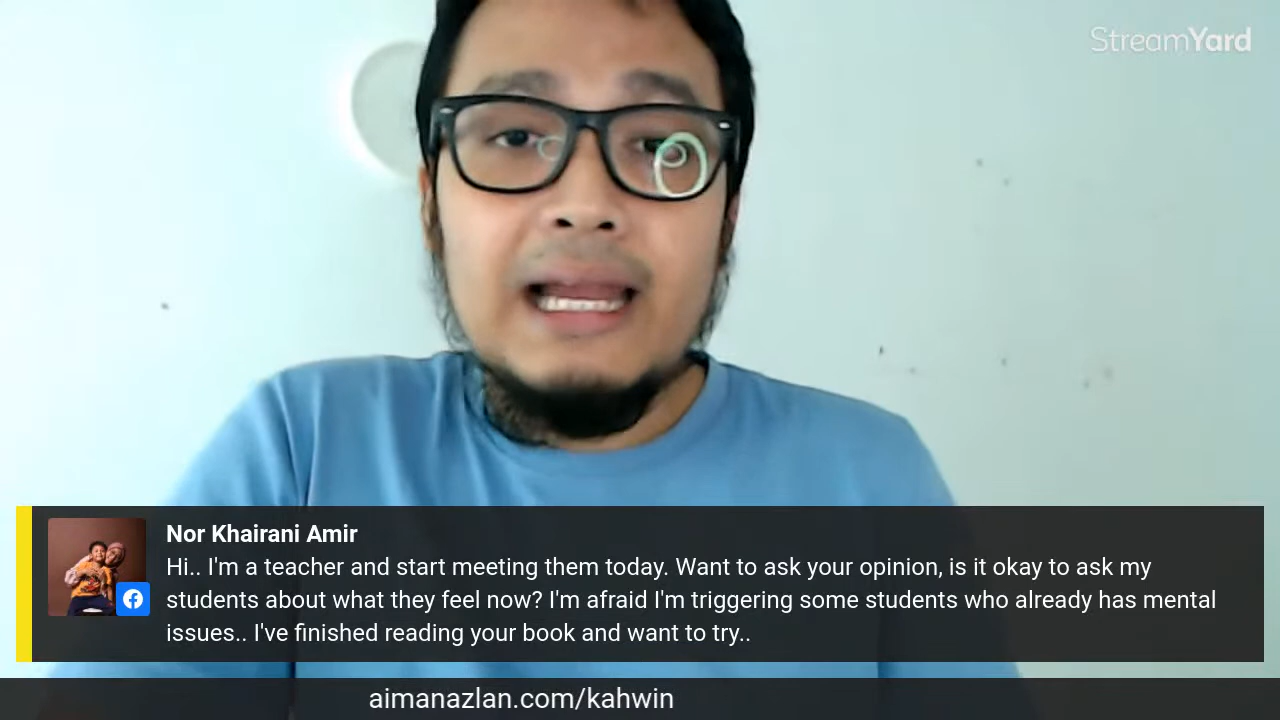 StreamYard
Nor Khairani Amir
Hi.. I'm a teacher and start meeting them today. Want to ask your opinion, is it okay to ask my
students about what they feel now? I'm afraid I'm triggering some students who already has mental
issues.. I've finished reading your book and want to try..
aimanazlan.com/kahwin